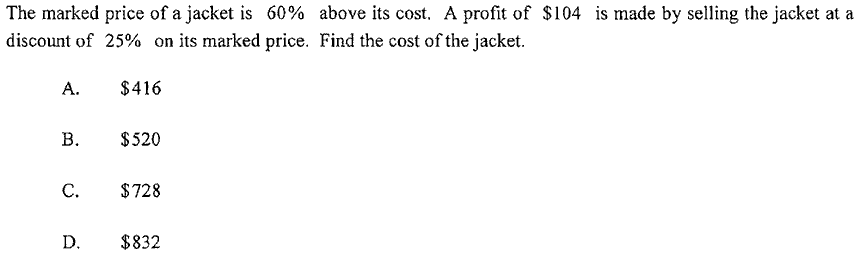 The marked price of a jacket is 60% above its cost. A profit of $104 is made by selling the jacket at a
discount of 25% on its marked price. Find the cost of the jacket.
A. $416
B. $520
C. $728
D. $832